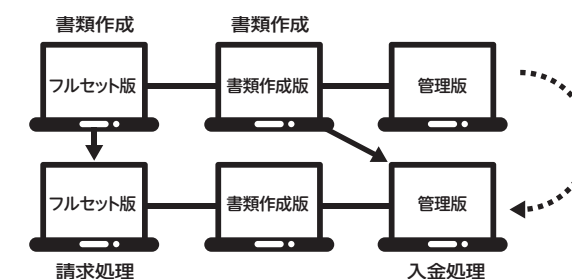 書類作成 書類作成
フルセット版 書類作成版 管理版
フルセット版 書類作成版 管理版
請求処理 入金処理